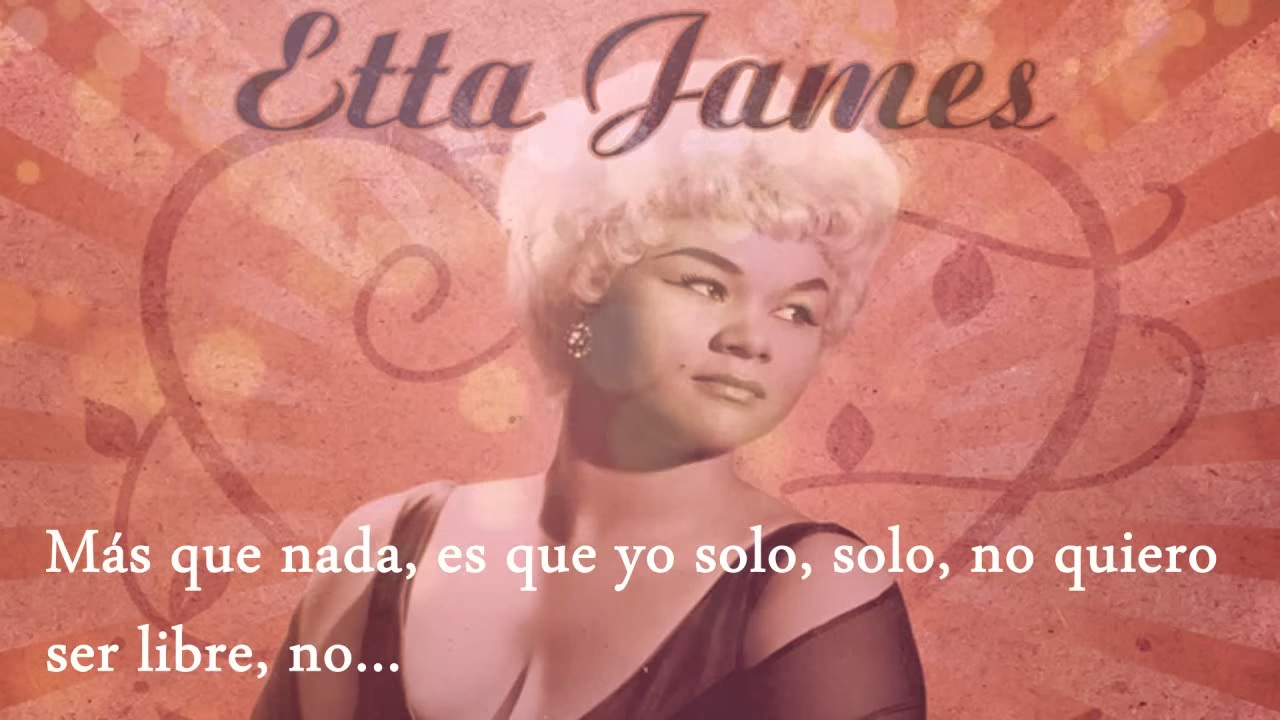 Etta James
Más que nada, es que yo solo, solo, no quiero
ser libre, no...